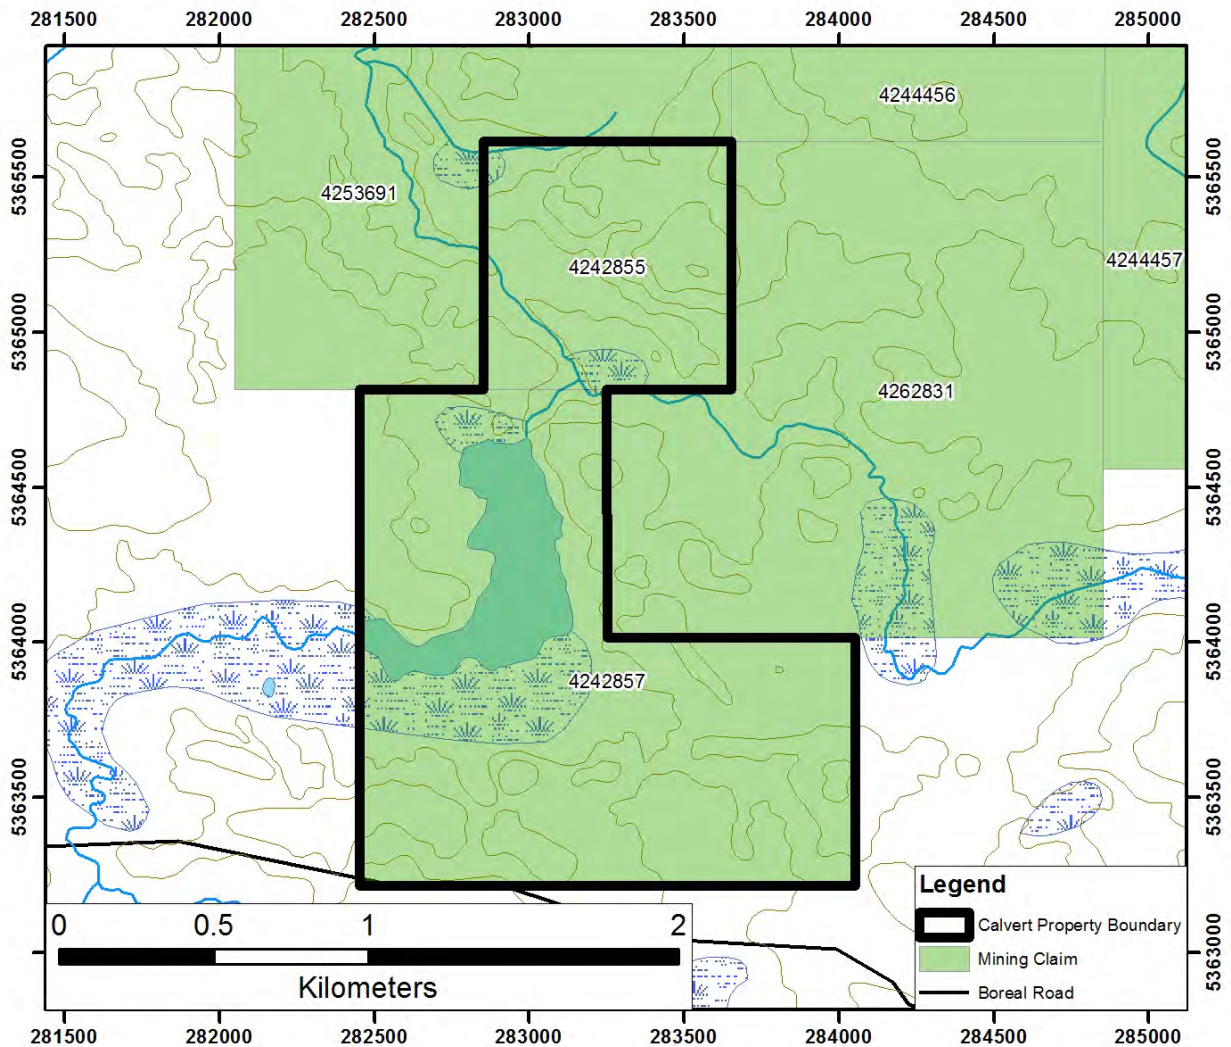 281500 282000 282500 283000 283500 284000 284500 285000
4244456
5365500
5365500
4253691
4242855
4244457
5365000
5365000
4262831
5364500
5364500
5364000
5364000
4242857
5363500
5363500
Legend
Calvert Property Boundary
Mining Claim
Boreal Road
0 0.5 1 2
Kilometers
5363000
281500 282000 282500 283000 283500 284000 284500 285000